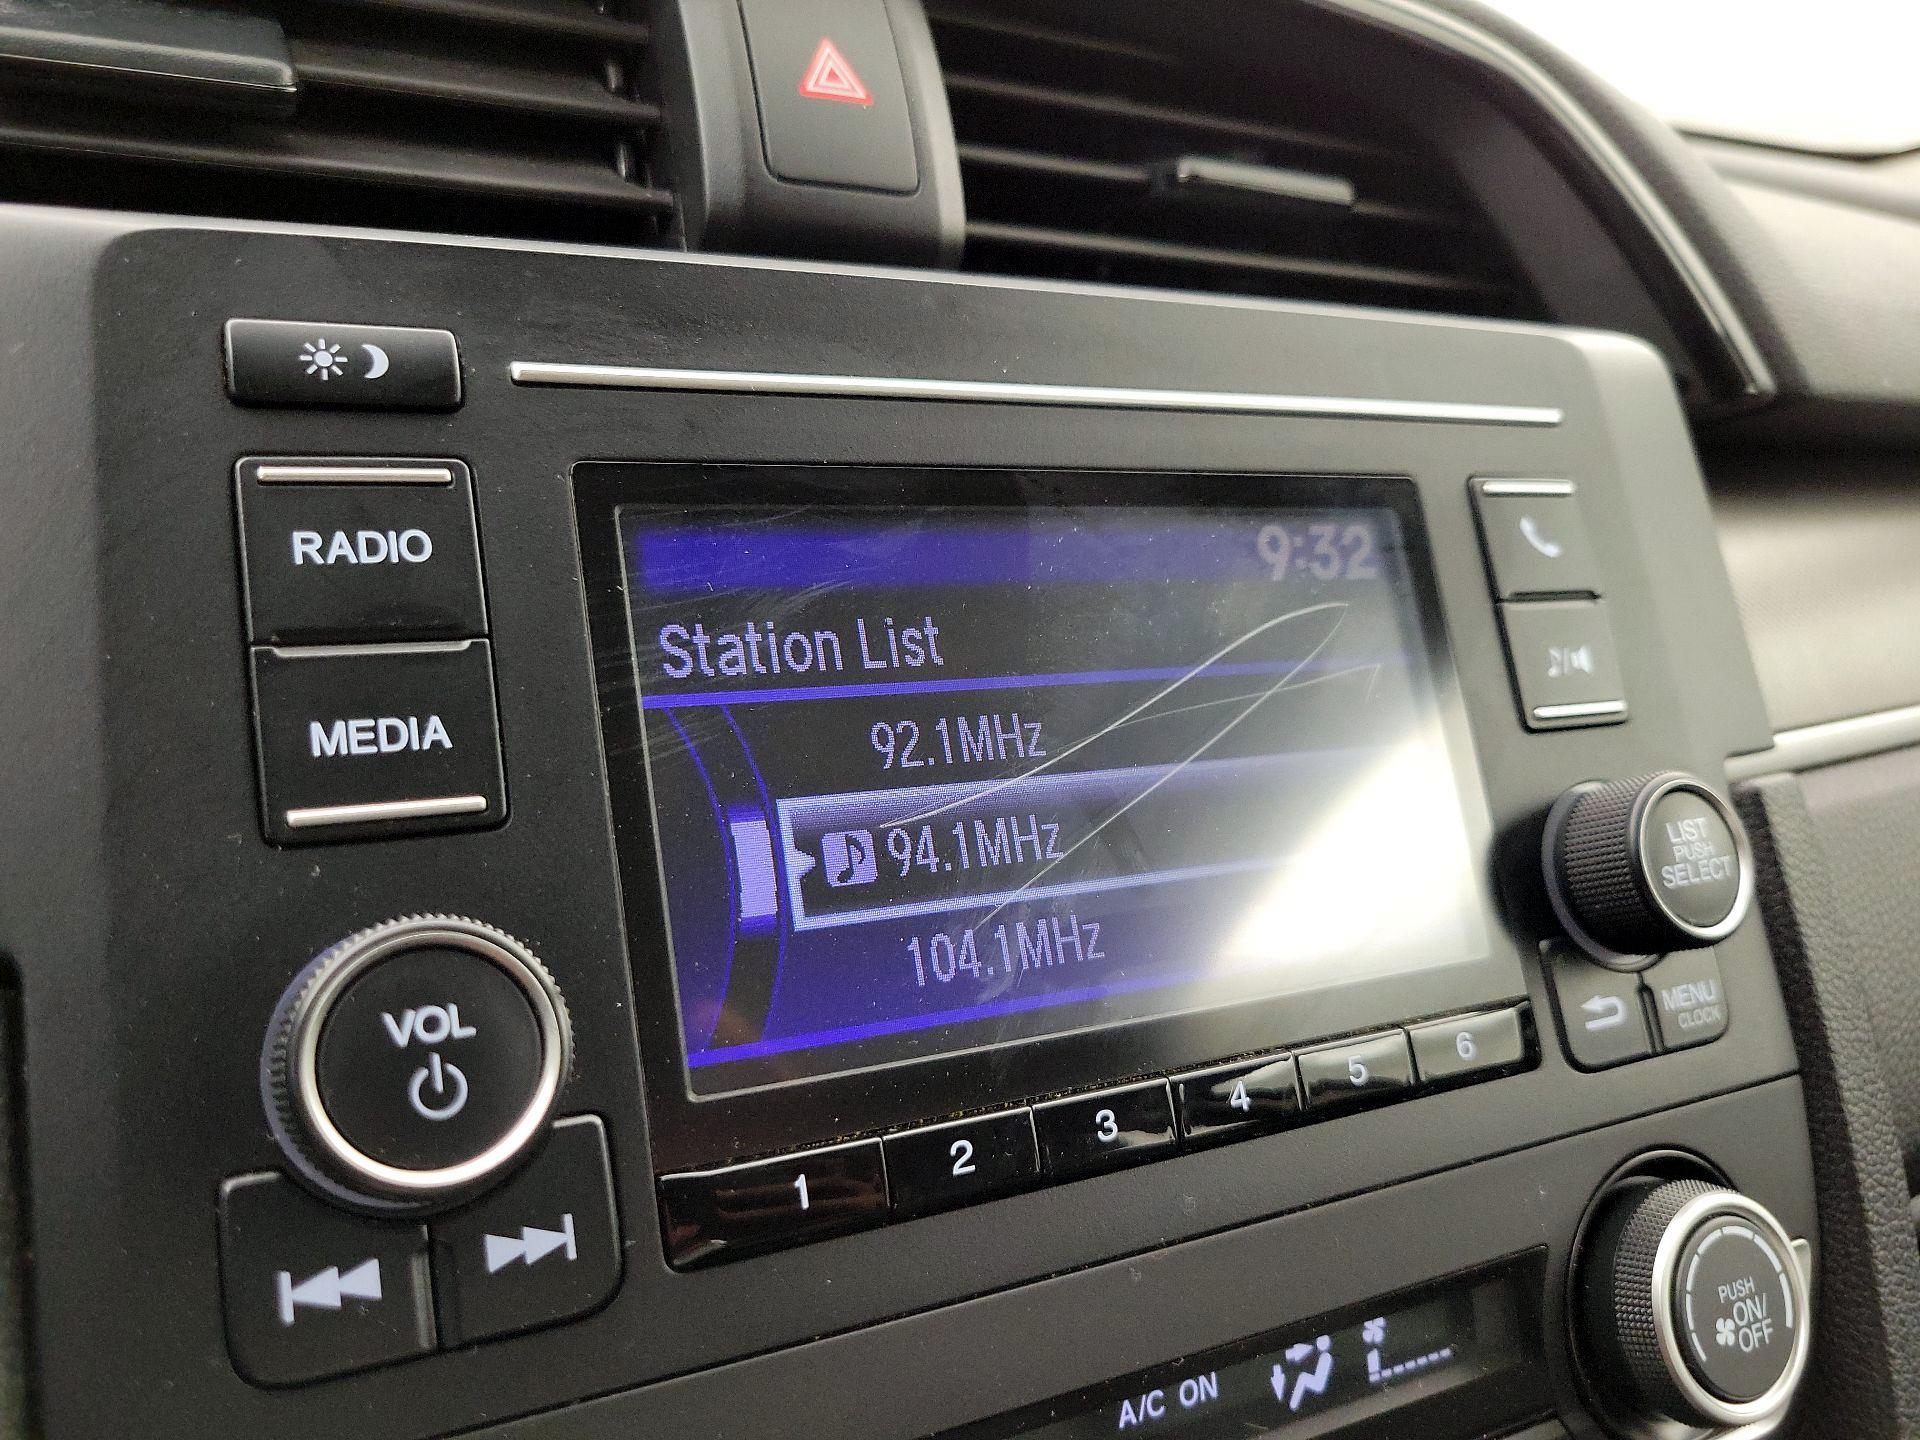 RADIO
MEDIA
VOL
9:32
Station List
92.1MHz
94.1MHz
104.1MHz
LIST
PUSH
SELECT
MENU
CLOCK
1 2 3 4 5 6
A/C ON
PUSH
ON/
OFF